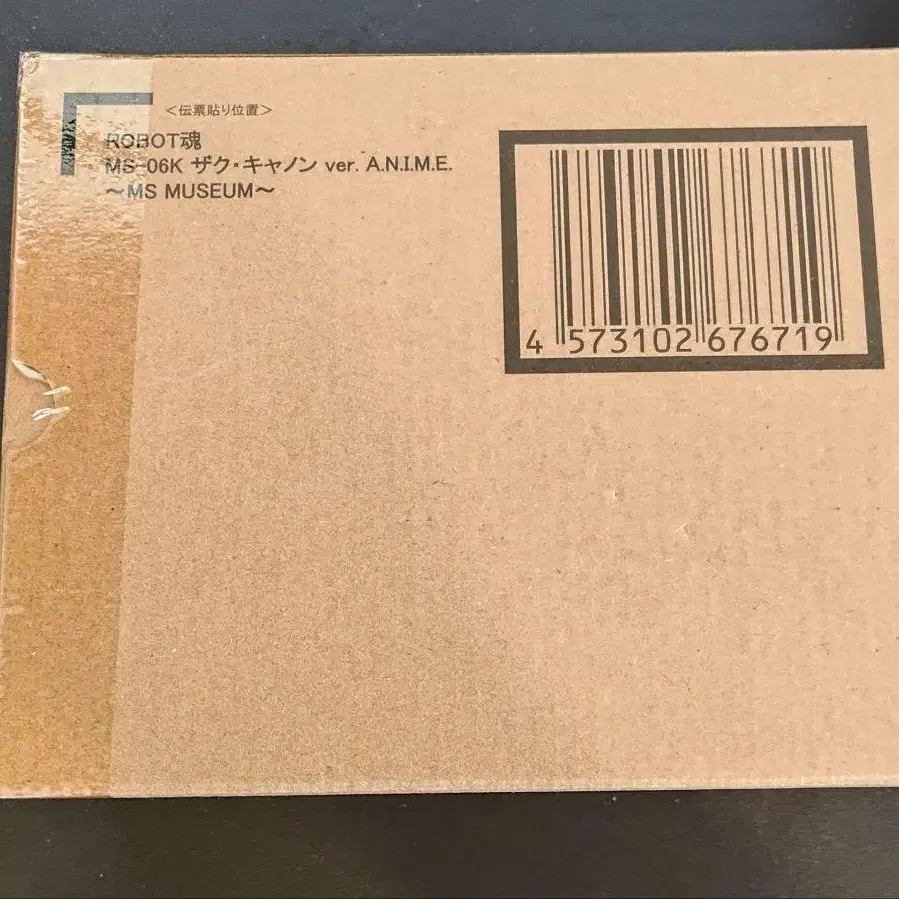 <伝票貼り位置>
ROBOT魂
MS-06K ザク・キャノン ver. A.N.I.M.E.
～MS MUSEUM～
4 573102 676719